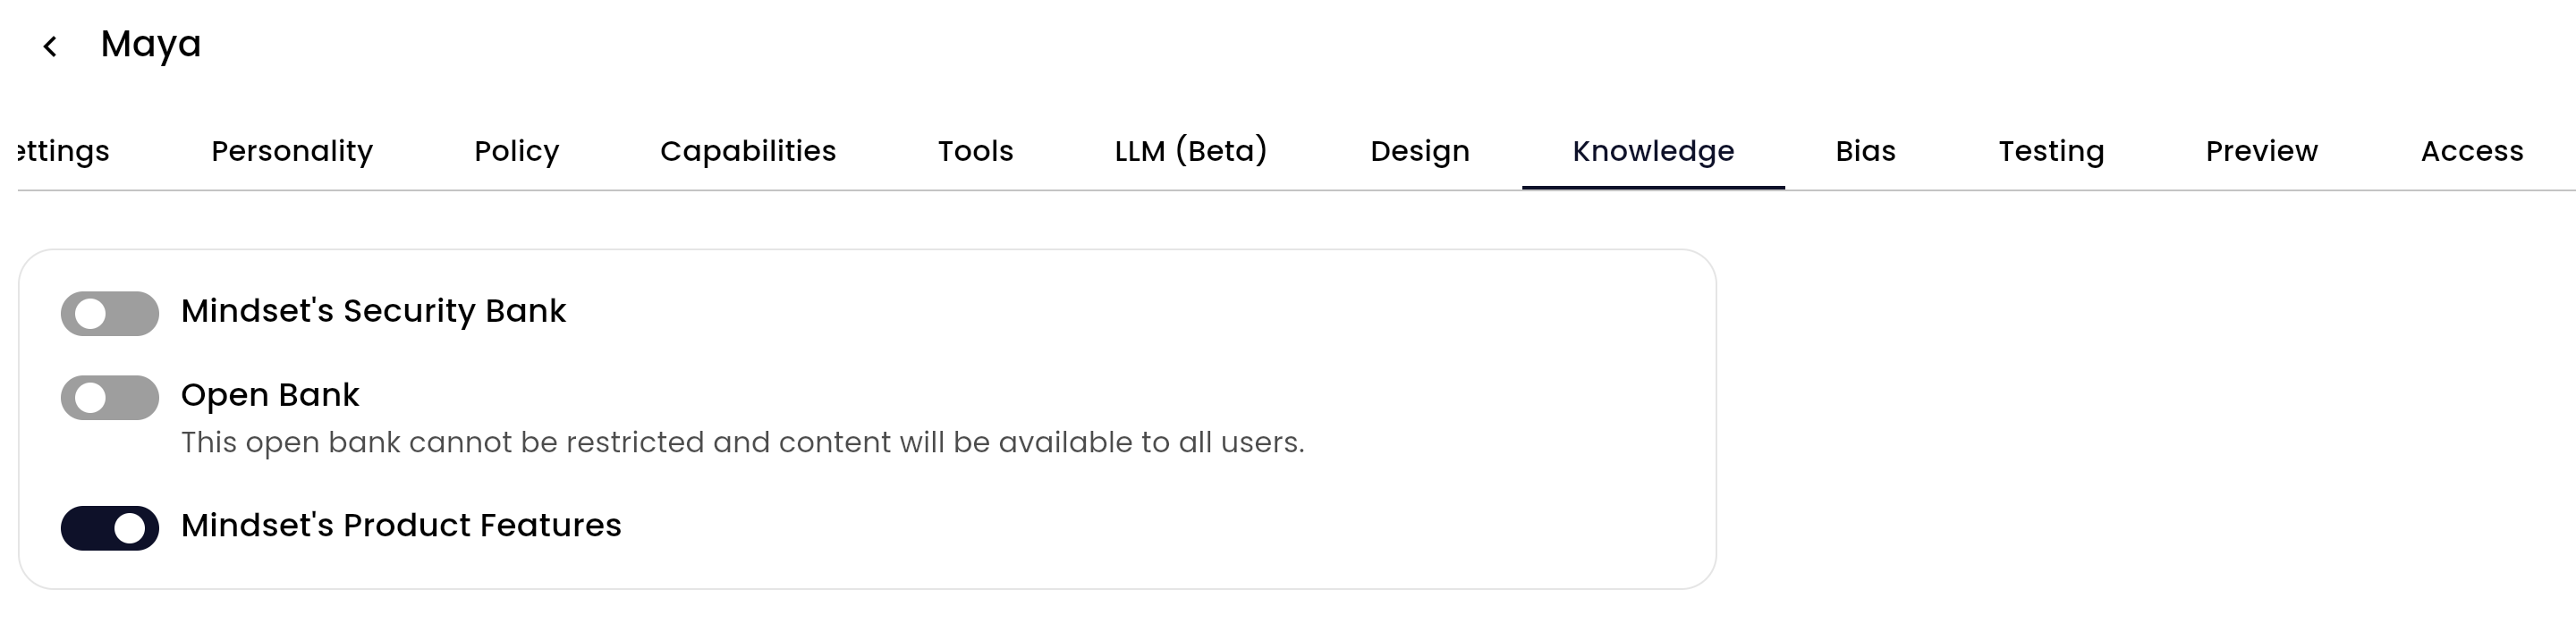 Maya
ettings Personality Policy Capabilities Tools LLM (Beta) Design Knowledge Bias Testing Preview Access
Mindset's Security Bank
Open Bank
This open bank cannot be restricted and content will be available to all users.
Mindset's Product Features